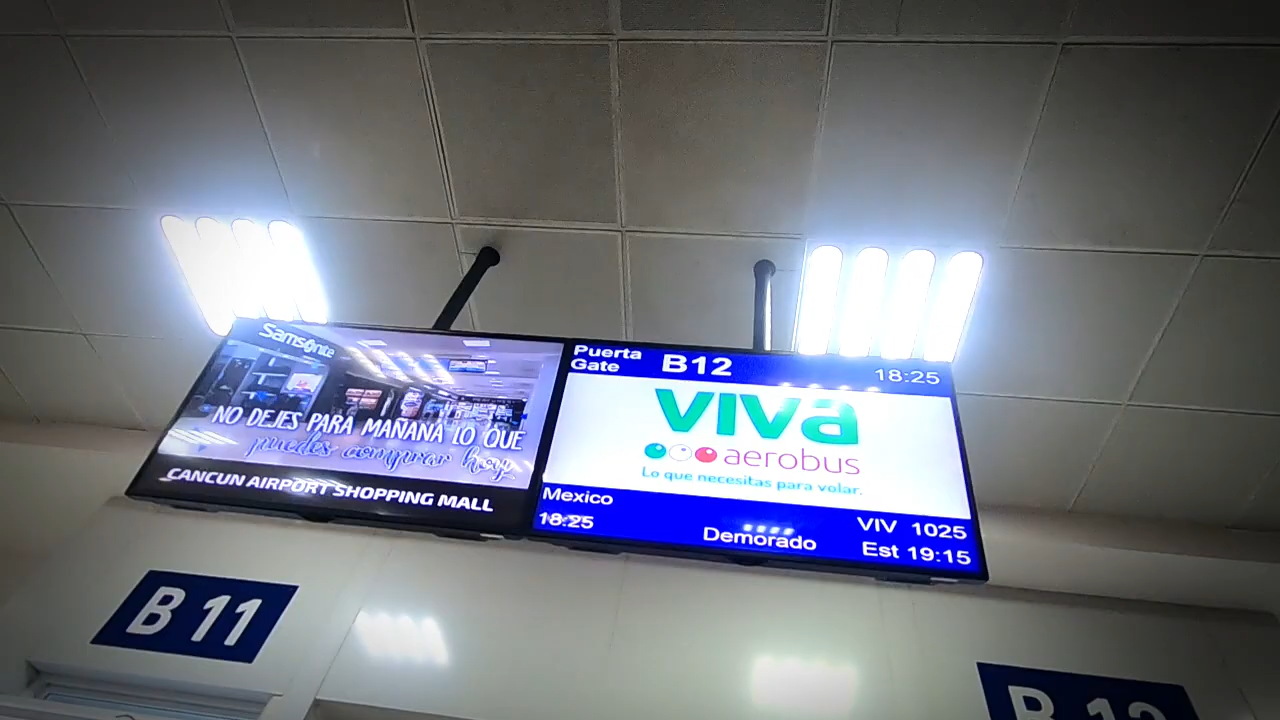 Samsonite
NO DEJES PARA MAÑANA LO QUE
puedes comprar hoy
CANCUN AIRPORT SHOPPING MALL
Puerta
Gate
B12
18:25
viva
aerobus
Lo que necesitas para volar.
Mexico
18:25
Demorado
VIV 1025
Est 19:15
B 11
B 12